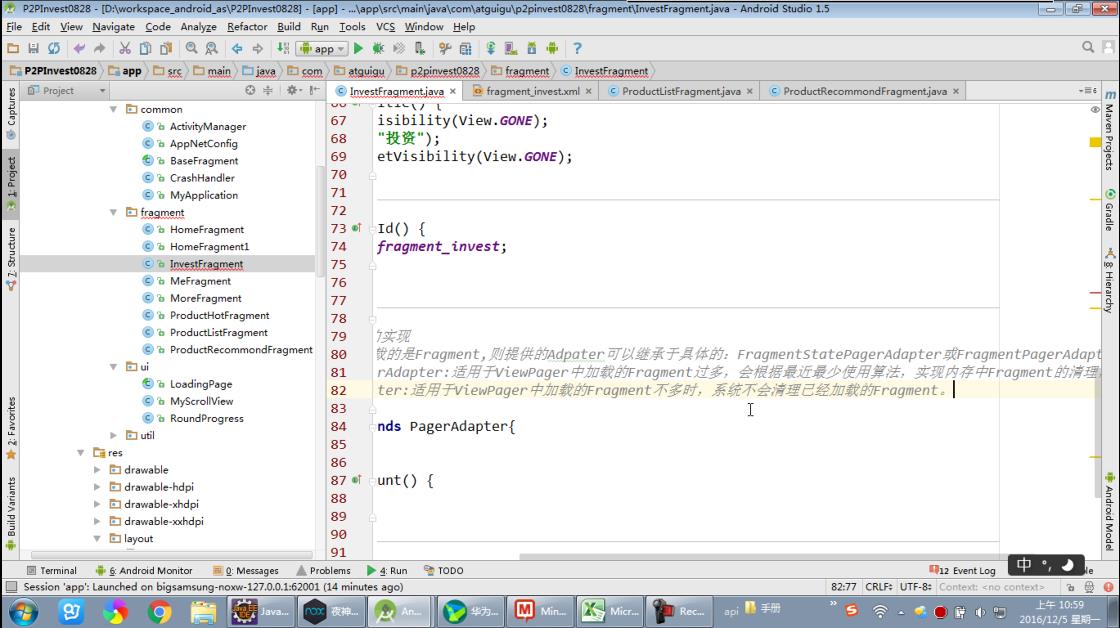 P2PInvest0828 - [D:\workspace_android_as\P2PInvest0828] - [app] - ...\app\src\main\java\com\atguigu\p2pinvest0828\fragment\InvestFragment.java - Android Studio 1.5
File Edit View Navigate Code Analyze Refactor Build Run Tools VCS Window Help
app
P2PInvest0828 app src main java com atguigu p2pinvest0828 fragment InvestFragment
Project
InvestFragment.java fragment_invest.xml ProductListFragment.java ProductRecommondFragment.java
common
ActivityManager
AppNetConfig
BaseFragment
CrashHandler
MyApplication
fragment
HomeFragment
HomeFragment1
InvestFragment
MeFragment
MoreFragment
ProductHotFragment
ProductListFragment
ProductRecommondFragment
ui
LoadingPage
MyScrollView
RoundProgress
util
res
drawable
drawable-hdpi
drawable-xhdpi
drawable-xxhdpi
layout
Captures
1: Project
7: Structure
2: Favorites
Build Variants
67 isibility(View.GONE);
68 "投资");
69 etVisibility(View.GONE);
70
71
72
73 Id() {
74 fragment_invest;
75
76
77
78
79 实现
80 的是Fragment,则提供的Adpater可以继承于具体的：FragmentStatePagerAdapter或FragmentPagerAdapt
81 rAdapter:适用于ViewPager中加载的Fragment过多，会根据最近最少使用算法，实现内存中Fragment的清理
82 ter:适用于ViewPager中加载的Fragment不多时，系统不会清理已经加载的Fragment。
83
84 nds PagerAdapter{
85
86
87 unt() {
88
89
90
91
Maven Projects
Gradle
8: Hierarchy
Android Model
Terminal 6: Android Monitor 0: Messages Problems 4: Run TODO 12 Event Log
中
Session 'app': Launched on bigsamsung-noxw-127.0.0.1:62001 (14 minutes ago) 82:77 CRLF÷ UTF-8÷ Context: <no context>
Java... 夜神... An... 华为... Min... Micr... Rec... api 手册
上午 10:59
2016/12/5 星期一